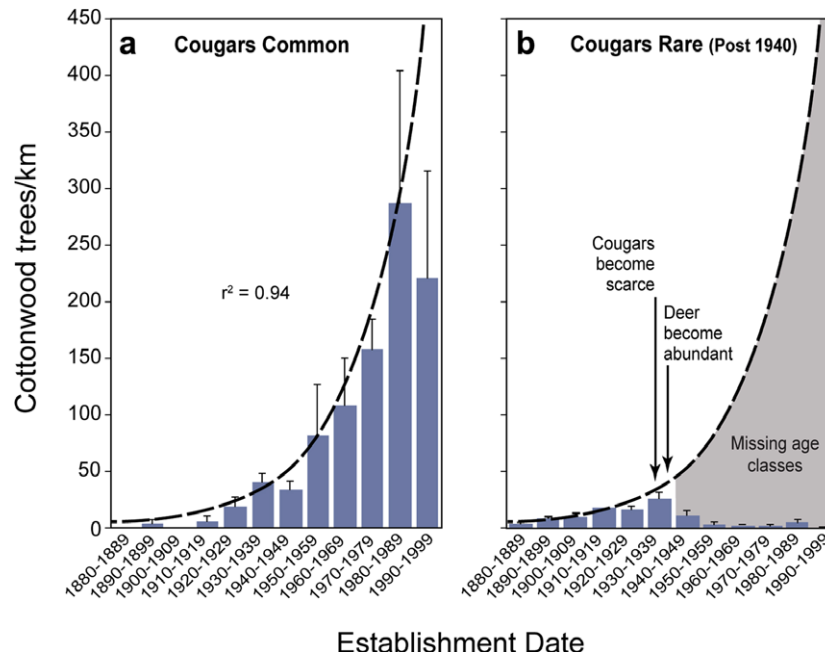 a Cougars Common
b Cougars Rare (Post 1940)
450
400
350
300
250
200
150
100
50
0
Cottonwood trees/km
r² = 0.94
Cougars
become
scarce
Deer
become
abundant
Missing age
classes
1880-1889
1890-1899
1900-1909
1910-1919
1920-1929
1930-1939
1940-1949
1950-1959
1960-1969
1970-1979
1980-1989
1990-1999
1880-1889
1890-1899
1900-1909
1910-1919
1920-1929
1930-1939
1940-1949
1950-1959
1960-1969
1970-1979
1980-1989
1990-1999
Establishment Date